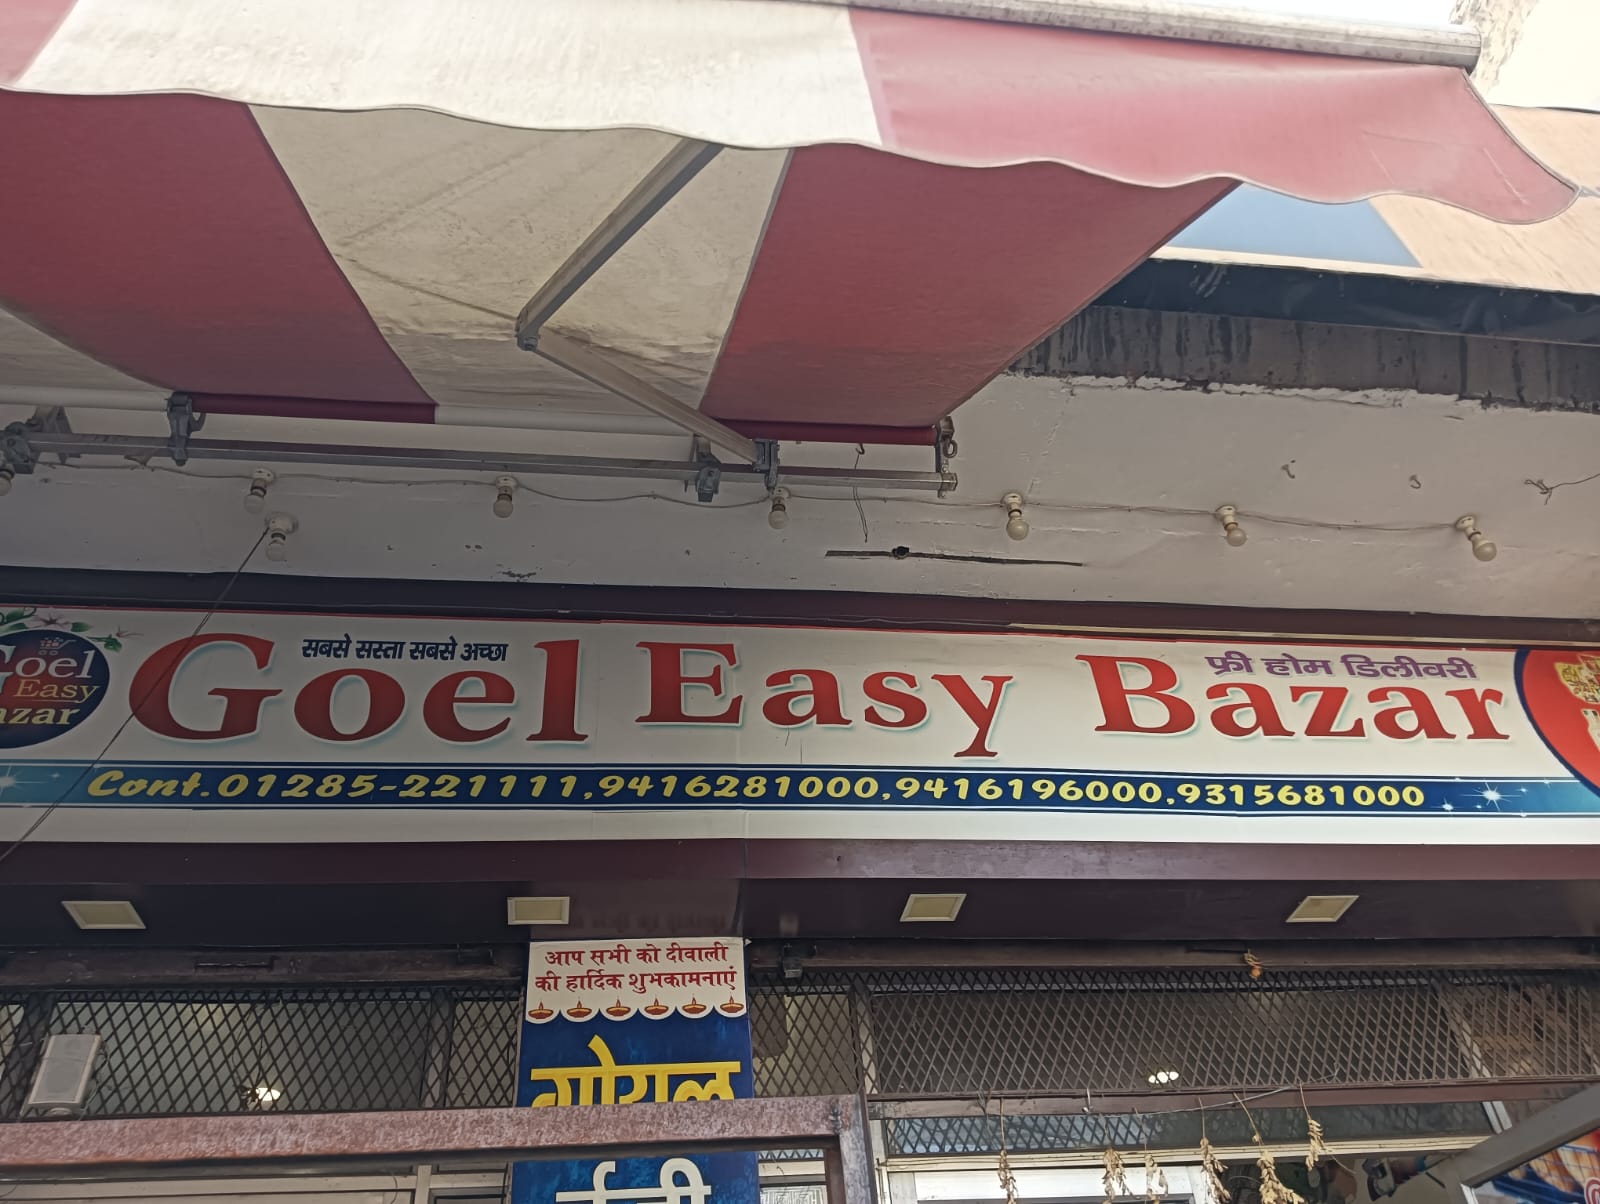 Goel
Easy
azar
सबसे सस्ता सबसे अच्छा
फ्री होम डिलीवरी
Goel Easy Bazar
Cont.01285-221111,9416281000,9416196000,9315681000
आप सभी को दीवाली
की हार्दिक शुभकामनाएं
गोयल